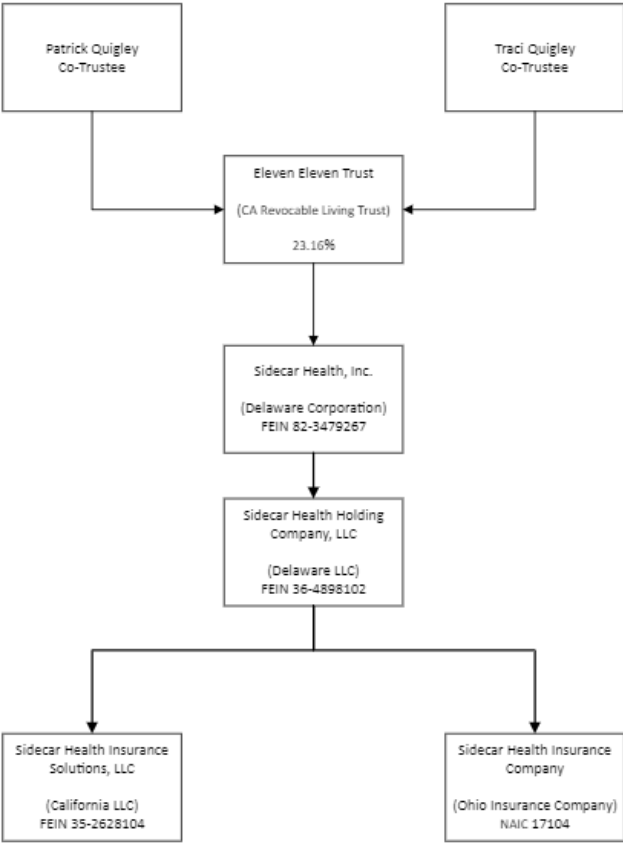 Patrick Quigley
Co-Trustee
Traci Quigley
Co-Trustee
Eleven Eleven Trust
(CA Revocable Living Trust)
23.16%
Sidecar Health, Inc.
(Delaware Corporation)
FEIN 82-3479267
Sidecar Health Holding
Company, LLC
(Delaware LLC)
FEIN 36-4898102
Sidecar Health Insurance
Solutions, LLC
(California LLC)
FEIN 35-2628104
Sidecar Health Insurance
Company
(Ohio Insurance Company)
NAIC 17104